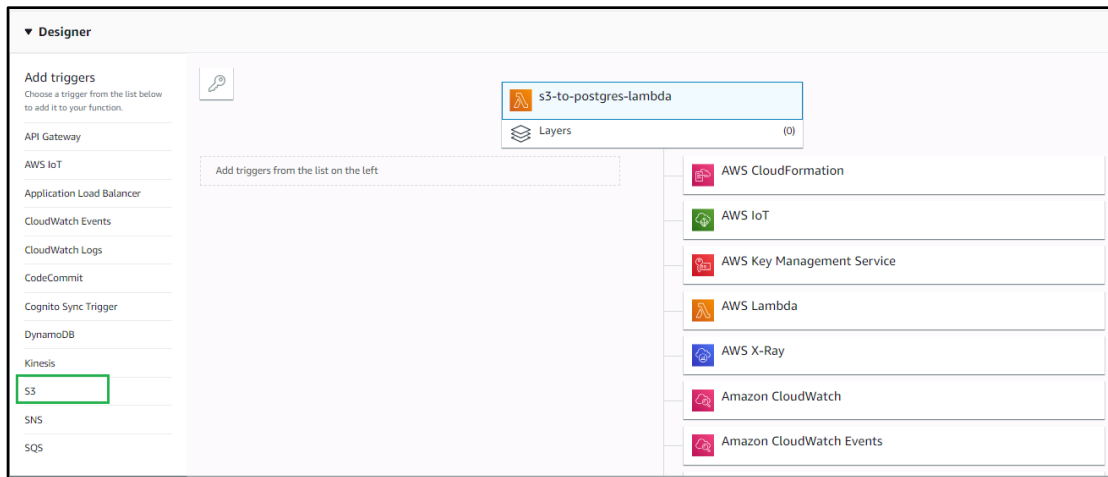 ▼ Designer
Add triggers
Choose a trigger from the list below
to add it to your function.
API Gateway
AWS IoT
Application Load Balancer
CloudWatch Events
CloudWatch Logs
CodeCommit
Cognito Sync Trigger
DynamoDB
Kinesis
S3
SNS
SQS
s3-to-postgres-lambda
Layers (0)
Add triggers from the list on the left
AWS CloudFormation
AWS IoT
AWS Key Management Service
AWS Lambda
AWS X-Ray
Amazon CloudWatch
Amazon CloudWatch Events